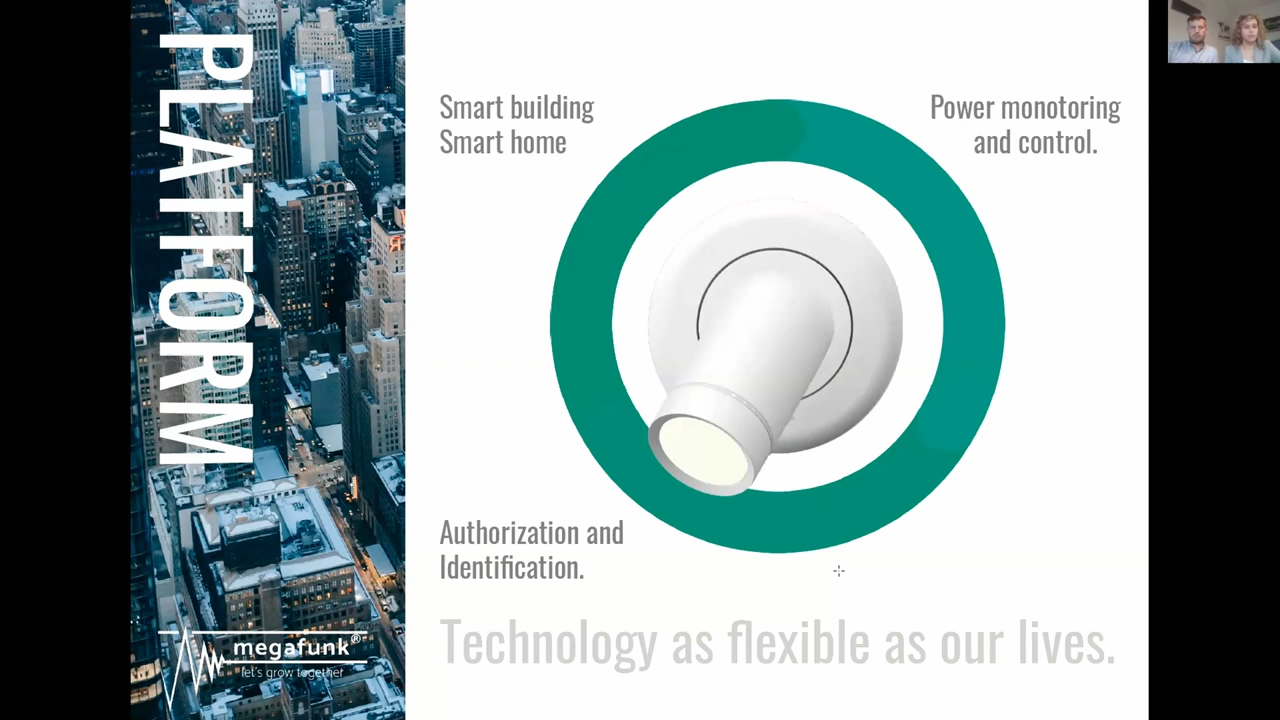 PLATFORM
Smart building
Smart home
Power monotoring
and control.
Authorization and
Identification.
Technology as flexible as our lives.
megafunk®
let's grow together